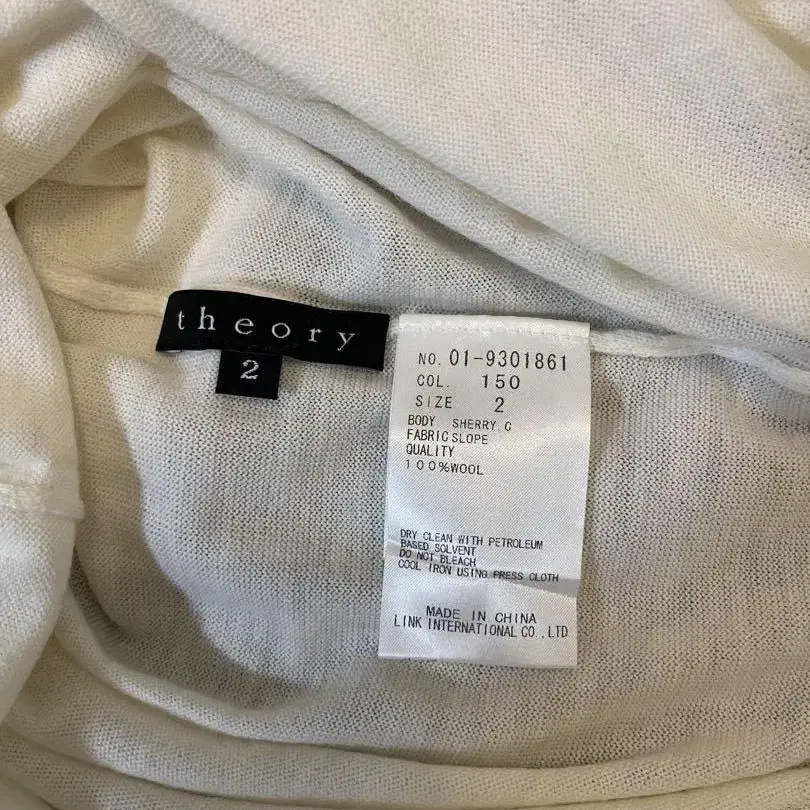 theory
2
NO. 01-9301861
COL. 150
SIZE 2
BODY SHERRY.C
FABRIC SLOPE
QUALITY
100%WOOL
DRY CLEAN WITH PETROLEUM
BASED SOLVENT
DO NOT BLEACH
COOL IRON USING PRESS CLOTH
MADE IN CHINA
LINK INTERNATIONAL CO.,LTD